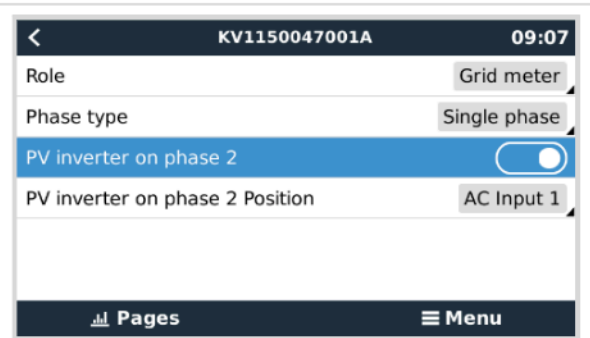 KV1150047001A 09:07
Role Grid meter
Phase type Single phase
PV inverter on phase 2
PV inverter on phase 2 Position AC Input 1
Pages Menu